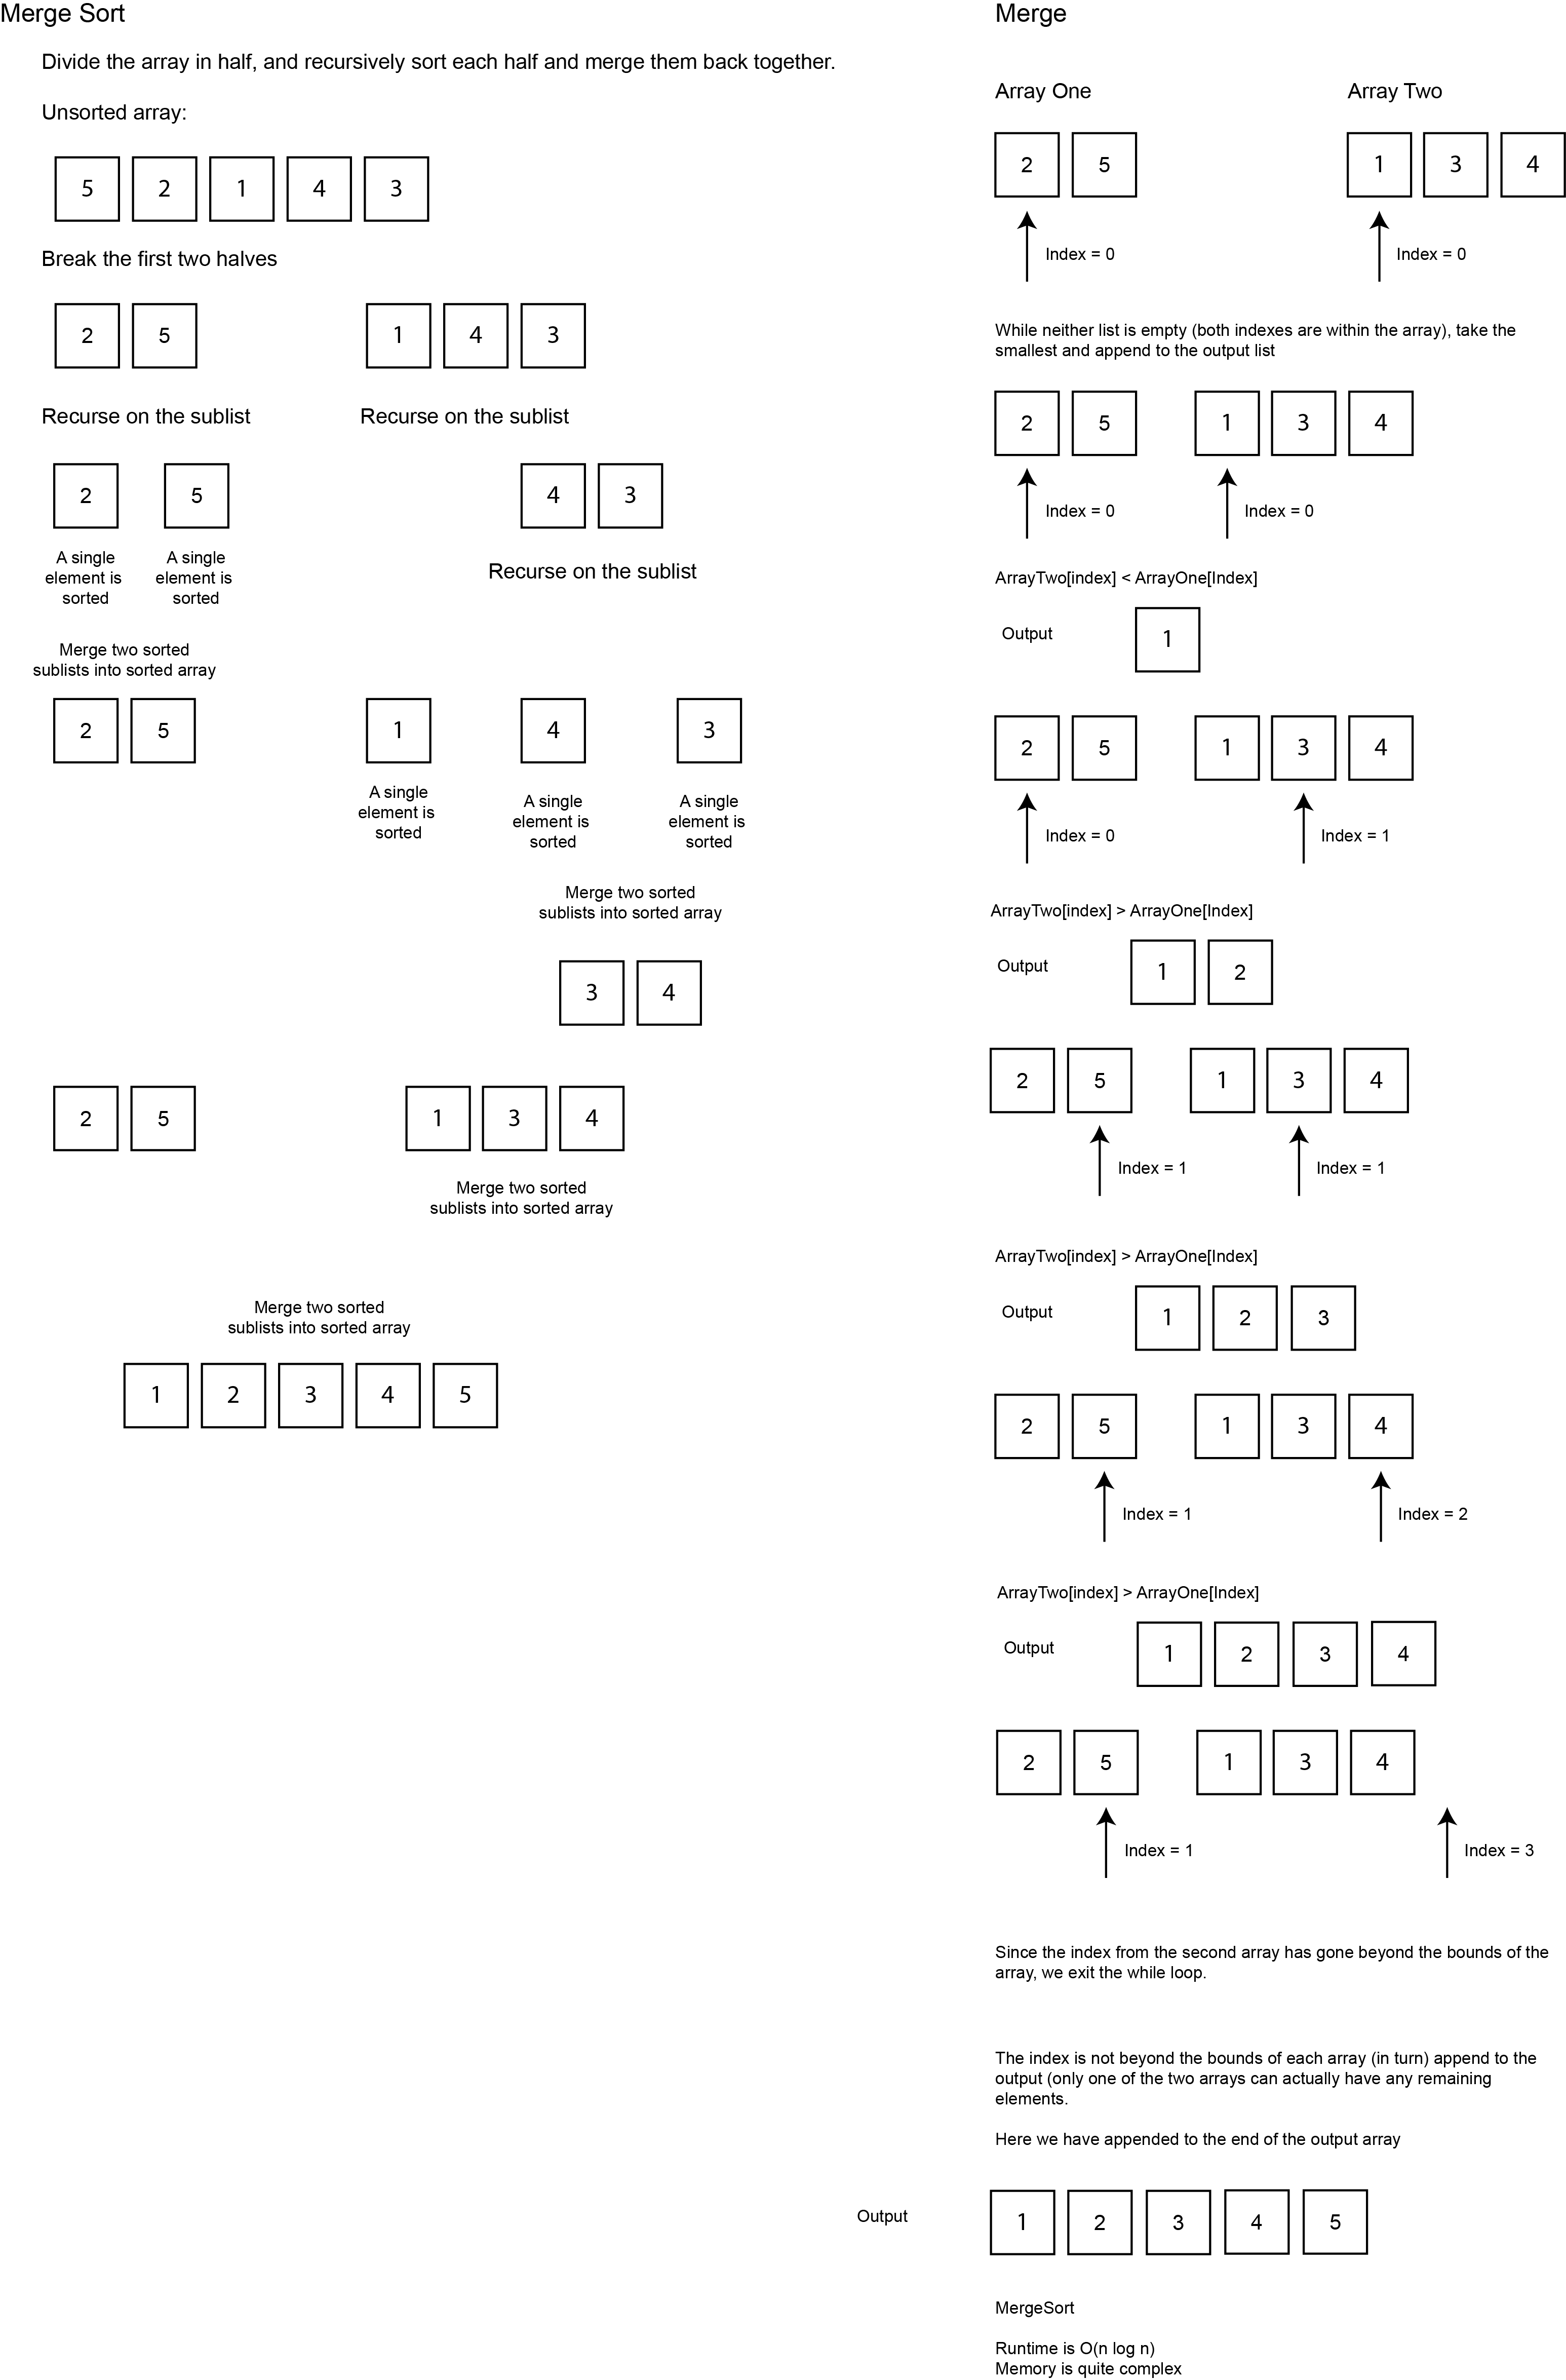 Merge Sort
Divide the array in half, and recursively sort each half and merge them back together.
Unsorted array:
5 2 1 4 3
Break the first two halves
2 5 1 4 3
Recurse on the sublist Recurse on the sublist
2 5 4 3
A single
element is
sorted
A single
element is
sorted
Recurse on the sublist
Merge two sorted
sublists into sorted array
2 5 1 4 3
A single
element is
sorted
A single
element is
sorted
A single
element is
sorted
Merge two sorted
sublists into sorted array
3 4
2 5 1 3 4
Merge two sorted
sublists into sorted array
Merge two sorted
sublists into sorted array
1 2 3 4 5
Merge
Array One Array Two
2 5 1 3 4
Index = 0 Index = 0
While neither list is empty (both indexes are within the array), take the
smallest and append to the output list
2 5 1 3 4
Index = 0 Index = 0
ArrayTwo[index] < ArrayOne[Index]
Output 1
2 5 1 3 4
Index = 0 Index = 1
ArrayTwo[index] > ArrayOne[Index]
Output 1 2
2 5 1 3 4
Index = 1 Index = 1
ArrayTwo[index] > ArrayOne[Index]
Output 1 2 3
2 5 1 3 4
Index = 1 Index = 2
ArrayTwo[index] > ArrayOne[Index]
Output 1 2 3 4
2 5 1 3 4
Index = 1 Index = 3
Since the index from the second array has gone beyond the bounds of the
array, we exit the while loop.
The index is not beyond the bounds of each array (in turn) append to the
output (only one of the two arrays can actually have any remaining
elements.
Here we have appended to the end of the output array
Output 1 2 3 4 5
MergeSort
Runtime is O(n log n)
Memory is quite complex